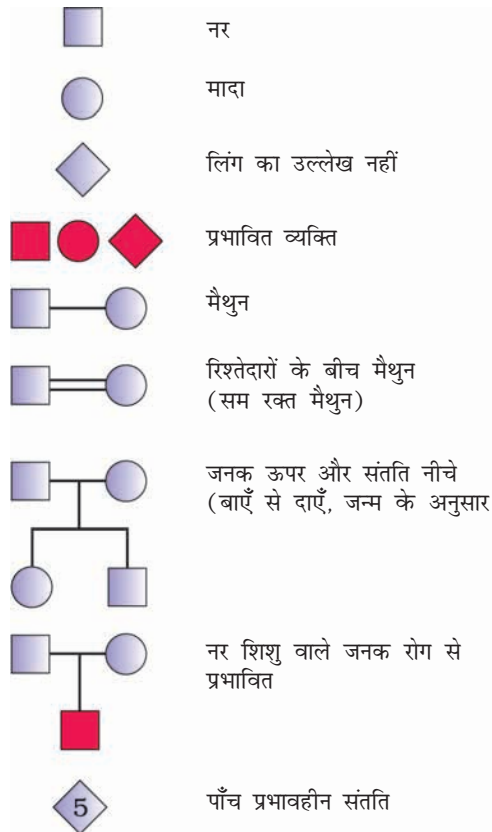 नर
मादा
लिंग का उल्लेख नहीं
प्रभावित व्यक्ति
मैथुन
रिश्तेदारों के बीच मैथुन
(सम रक्त मैथुन)
जनक ऊपर और संतति नीचे
(बाएँ से दाएँ, जन्म के अनुसार
नर शिशु वाले जनक रोग से
प्रभावित
5
पाँच प्रभावहीन संतति